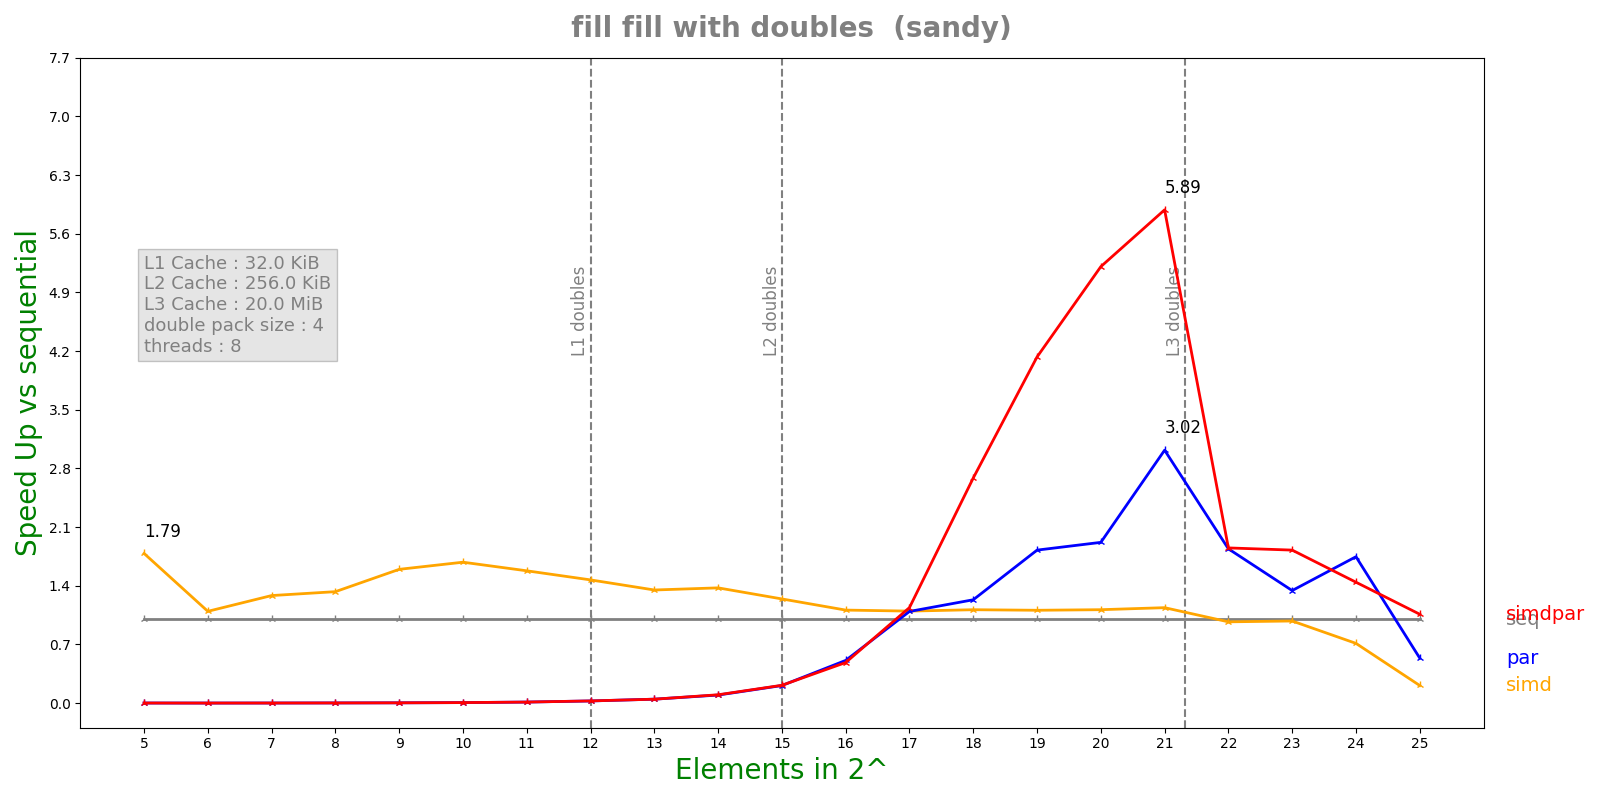 fill fill with doubles  (sandy)
Speed Up vs sequential
7.7
7.0
6.3
5.6
4.9
4.2
3.5
2.8
2.1
1.4
0.7
0.0
L1 Cache : 32.0 KiB
L2 Cache : 256.0 KiB
L3 Cache : 20.0 MiB
double pack size : 4
threads : 8
1.79
L1 doubles
L2 doubles
L3 doubles
5.89
3.02
simdpar
seq
par
simd
5 6 7 8 9 10 11 12 13 14 15 16 17 18 19 20 21 22 23 24 25
Elements in 2^